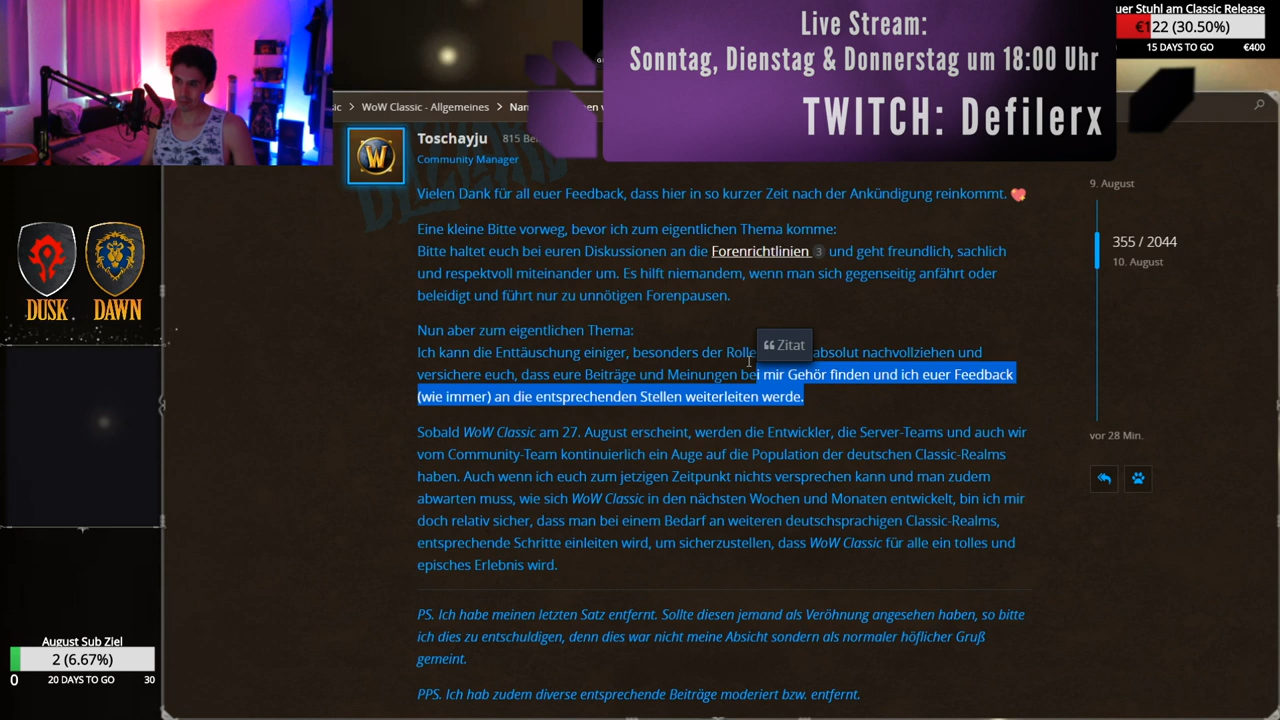 Live Stream:
Sonntag, Dienstag & Donnerstag um 18:00 Uhr
TWITCH: Defilerx
uer Stuhl am Classic Release
€122 (30.50%)
15 DAYS TO GO €400
ic > WoW Classic - Allgemeines > Nan
Toschayju 815 Bei
Community Manager
Vielen Dank für all euer Feedback, dass hier in so kurzer Zeit nach der Ankündigung reinkommt.
Eine kleine Bitte vorweg, bevor ich zum eigentlichen Thema komme:
Bitte haltet euch bei euren Diskussionen an die Forenrichtlinien 3 und geht freundlich, sachlich
und respektvoll miteinander um. Es hilft niemandem, wenn man sich gegenseitig anfährt oder
beleidigt und führt nur zu unnötigen Forenpausen.
Nun aber zum eigentlichen Thema:
Ich kann die Enttäuschung einiger, besonders der Rolle absolut nachvollziehen und
Zitat
versichere euch, dass eure Beiträge und Meinungen bei mir Gehör finden und ich euer Feedback
(wie immer) an die entsprechenden Stellen weiterleiten werde.
Sobald WoW Classic am 27. August erscheint, werden die Entwickler, die Server-Teams und auch wir
vom Community-Team kontinuierlich ein Auge auf die Population der deutschen Classic-Realms
haben. Auch wenn ich euch zum jetzigen Zeitpunkt nichts versprechen kann und man zudem
abwarten muss, wie sich WoW Classic in den nächsten Wochen und Monaten entwickelt, bin ich mir
doch relativ sicher, dass man bei einem Bedarf an weiteren deutschsprachigen Classic-Realms,
entsprechende Schritte einleiten wird, um sicherzustellen, dass WoW Classic für alle ein tolles und
episches Erlebnis wird.
PS. Ich habe meinen letzten Satz entfernt. Sollte diesen jemand als Veröhnung angesehen haben, so bitte
ich dies zu entschuldigen, denn dies war nicht meine Absicht sondern als normaler höflicher Gruß
gemeint.
PPS. Ich hab zudem diverse entsprechende Beiträge moderiert bzw. entfernt.
9. August
355 / 2044
10. August
vor 28 Min.
DUSK
DAWN
August Sub Ziel
2 (6.67%)
0 20 DAYS TO GO 30